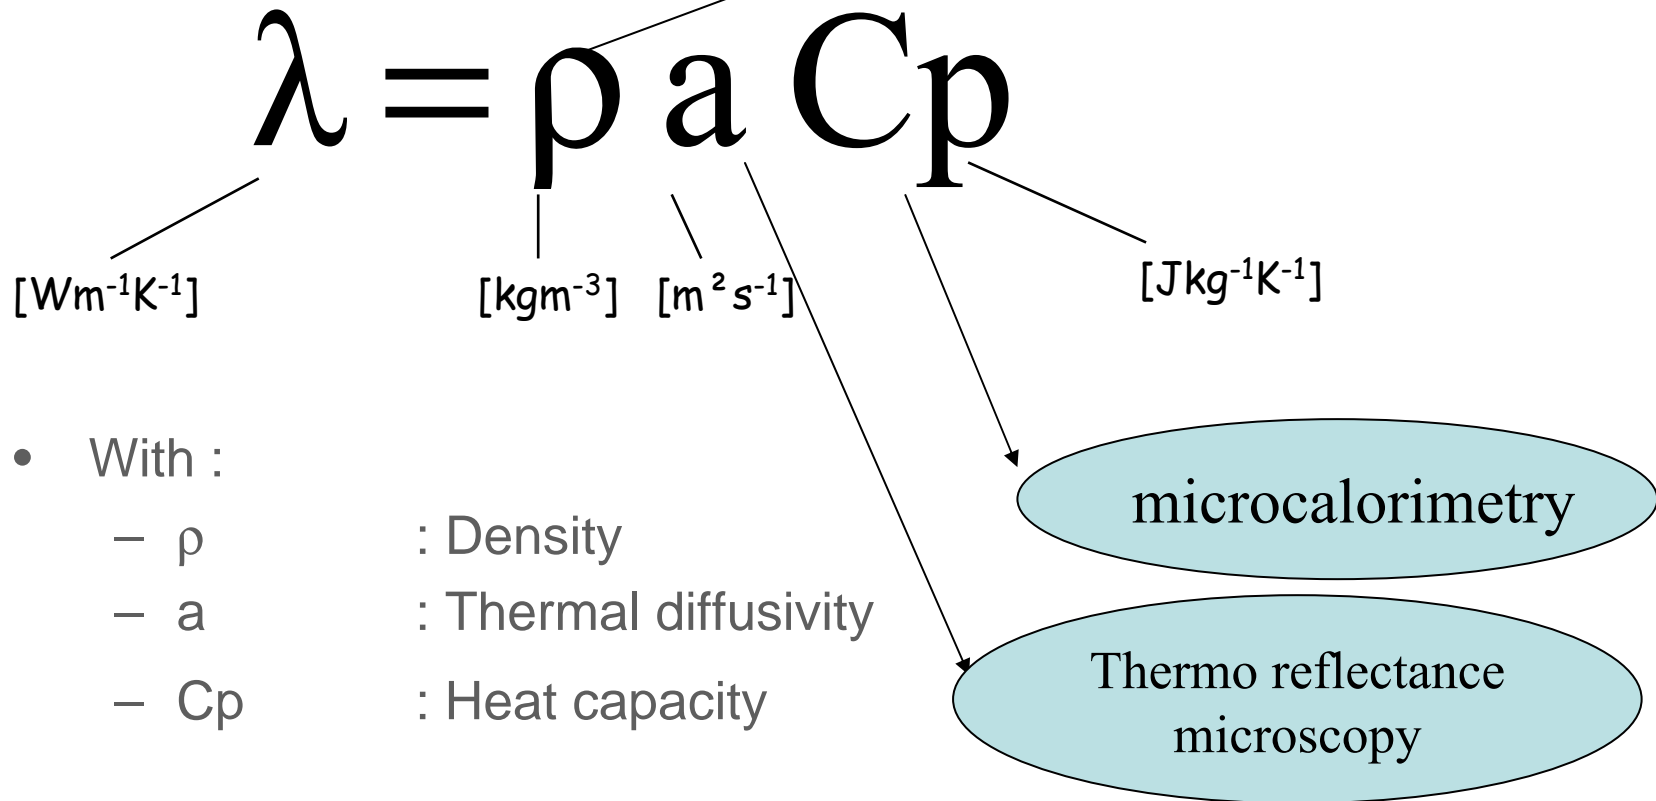 λ = ρ a Cp
[Wm⁻¹K⁻¹] [kgm⁻³] [m²s⁻¹] [Jkg⁻¹K⁻¹]
• With :
– ρ : Density
– a : Thermal diffusivity
– Cp : Heat capacity
microcalorimetry
Thermo reflectance
microscopy